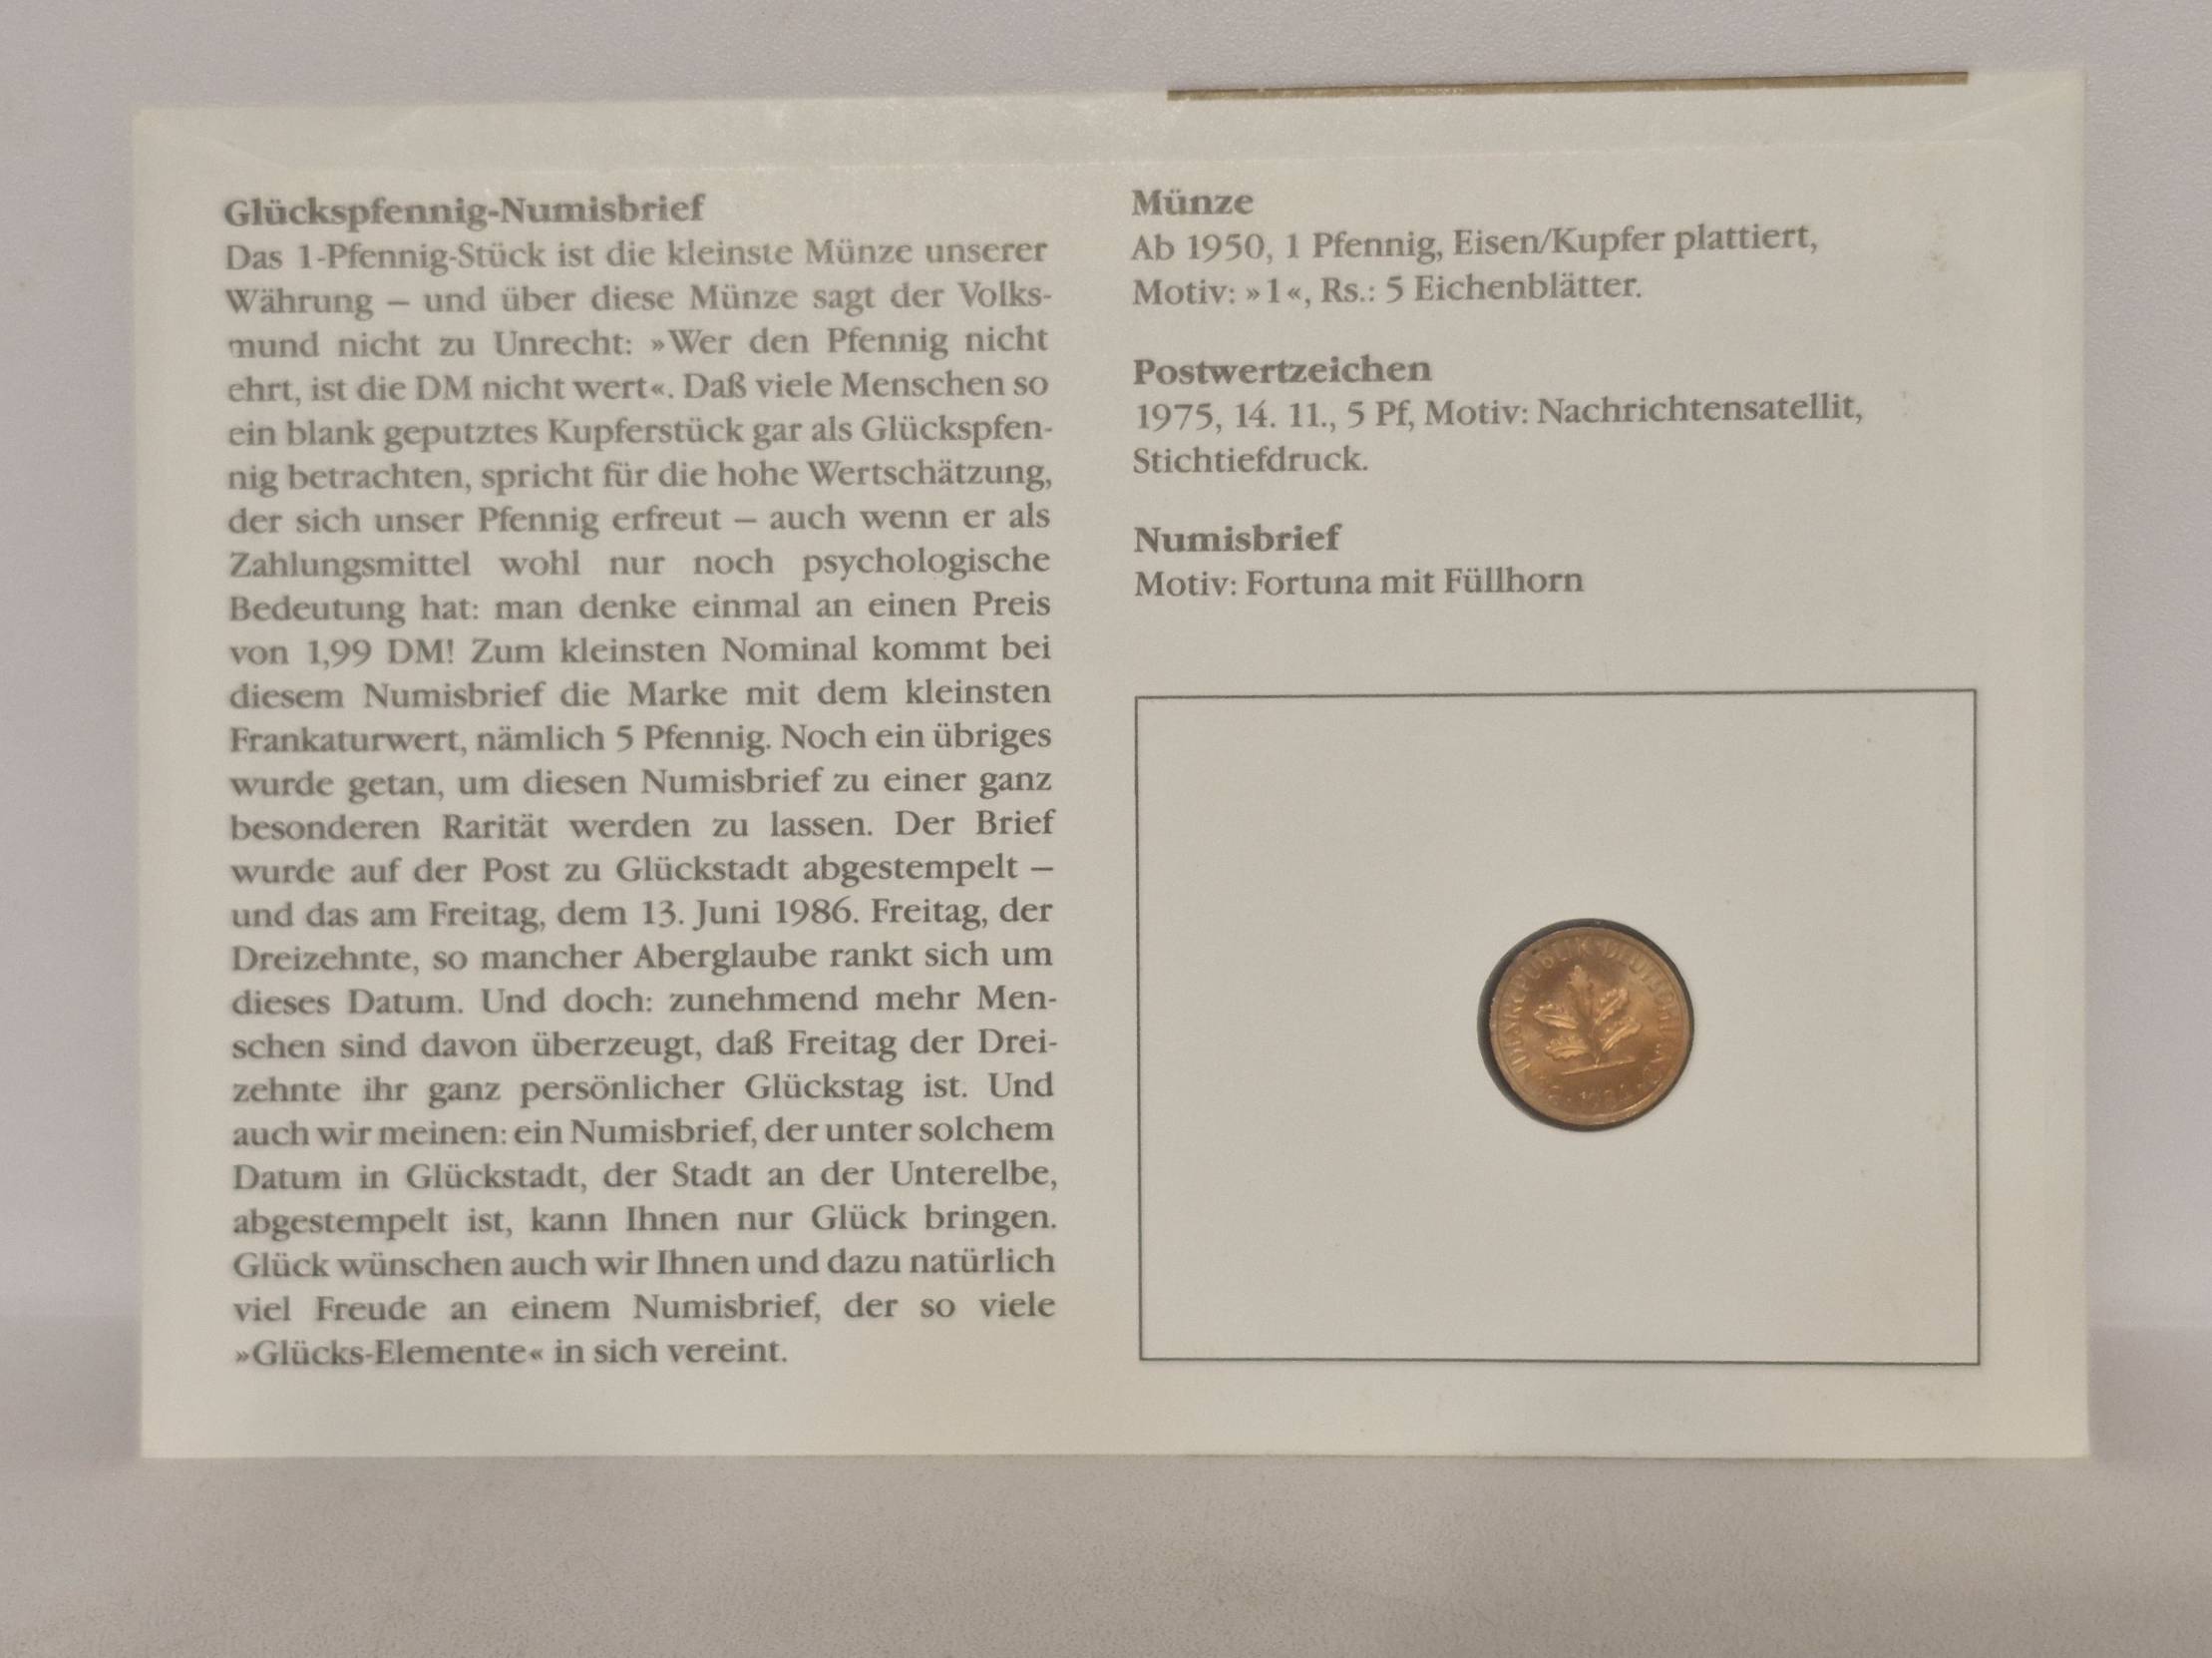 Glückspfennig-Numisbrief
Das 1-Pfennig-Stück ist die kleinste Münze unserer
Währung – und über diese Münze sagt der Volks-
mund nicht zu Unrecht: »Wer den Pfennig nicht
ehrt, ist die DM nicht wert«. Daß viele Menschen so
ein blank geputztes Kupferstück gar als Glückspfen-
nig betrachten, spricht für die hohe Wertschätzung,
der sich unser Pfennig erfreut – auch wenn er als
Zahlungsmittel wohl nur noch psychologische
Bedeutung hat: man denke einmal an einen Preis
von 1,99 DM! Zum kleinsten Nominal kommt bei
diesem Numisbrief die Marke mit dem kleinsten
Frankaturwert, nämlich 5 Pfennig. Noch ein übriges
wurde getan, um diesen Numisbrief zu einer ganz
besonderen Rarität werden zu lassen. Der Brief
wurde auf der Post zu Glückstadt abgestempelt –
und das am Freitag, dem 13. Juni 1986. Freitag, der
Dreizehnte, so mancher Aberglaube rankt sich um
dieses Datum. Und doch: zunehmend mehr Men-
schen sind davon überzeugt, daß Freitag der Drei-
zehnte ihr ganz persönlicher Glückstag ist. Und
auch wir meinen: ein Numisbrief, der unter solchem
Datum in Glückstadt, der Stadt an der Unterelbe,
abgestempelt ist, kann Ihnen nur Glück bringen.
Glück wünschen auch wir Ihnen und dazu natürlich
viel Freude an einem Numisbrief, der so viele
»Glücks-Elemente« in sich vereint.
Münze
Ab 1950, 1 Pfennig, Eisen/Kupfer plattiert,
Motiv: »1«, Rs.: 5 Eichenblätter.
Postwertzeichen
1975, 14. 11., 5 Pf, Motiv: Nachrichtensatellit,
Stichtiefdruck.
Numisbrief
Motiv: Fortuna mit Füllhorn